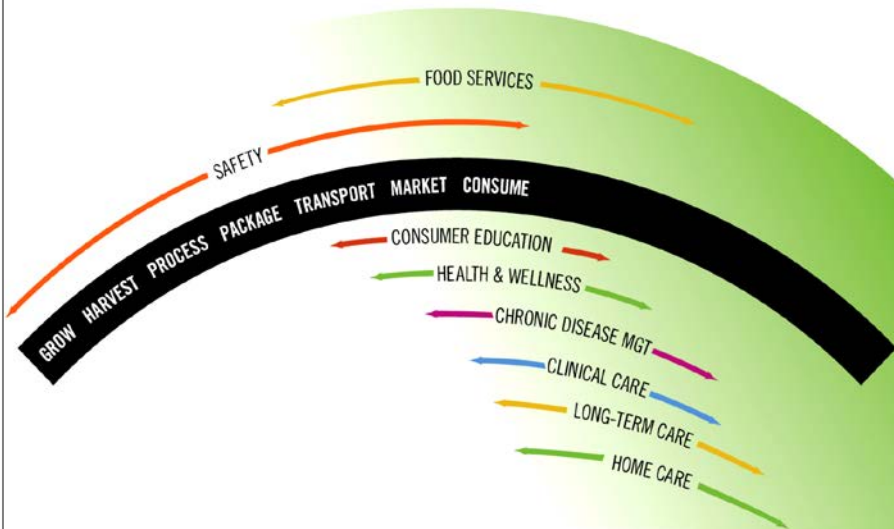 FOOD SERVICES
SAFETY
GROW HARVEST PROCESS PACKAGE TRANSPORT MARKET CONSUME
CONSUMER EDUCATION
HEALTH & WELLNESS
CHRONIC DISEASE MGT
CLINICAL CARE
LONG-TERM CARE
HOME CARE